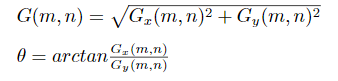 G(m, n) = √G_x(m,n)2 + G_y(m,n)2
θ = arctan G_x(m,n)/G_y(m,n)